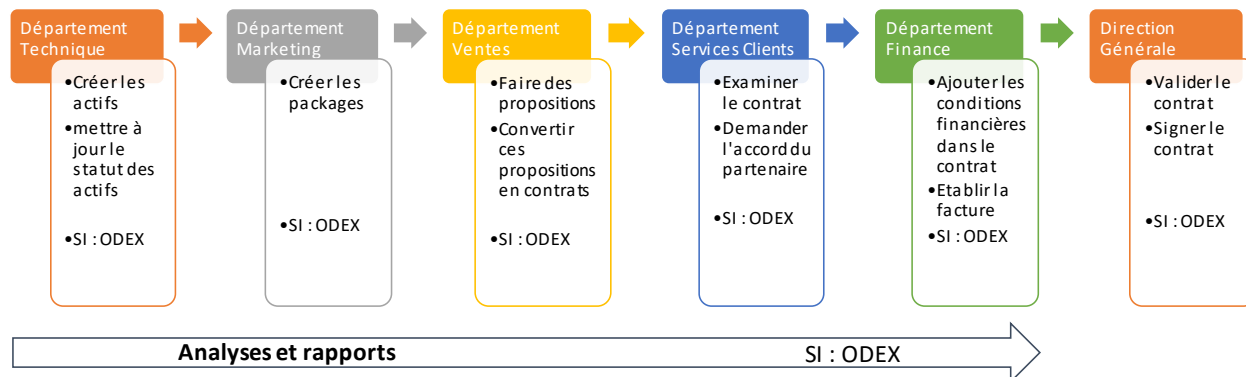 Département
Technique
•Créer les
actifs
•mettre à
jour le
statut des
actifs
•SI : ODEX
Département
Marketing
•Créer les
packages
•SI : ODEX
Département
Ventes
•Faire des
propositions
•Convertir
ces
propositions
en contrats
•SI : ODEX
Département
Services Clients
•Examiner
le contrat
•Demander
l'accord du
partenaire
•SI : ODEX
Département
Finance
•Ajouter les
conditions
financières
dans le
contrat
•Etablir la
facture
•SI : ODEX
Direction
Générale
•Valider le
contrat
•Signer le
contrat
•SI : ODEX
Analyses et rapports SI : ODEX